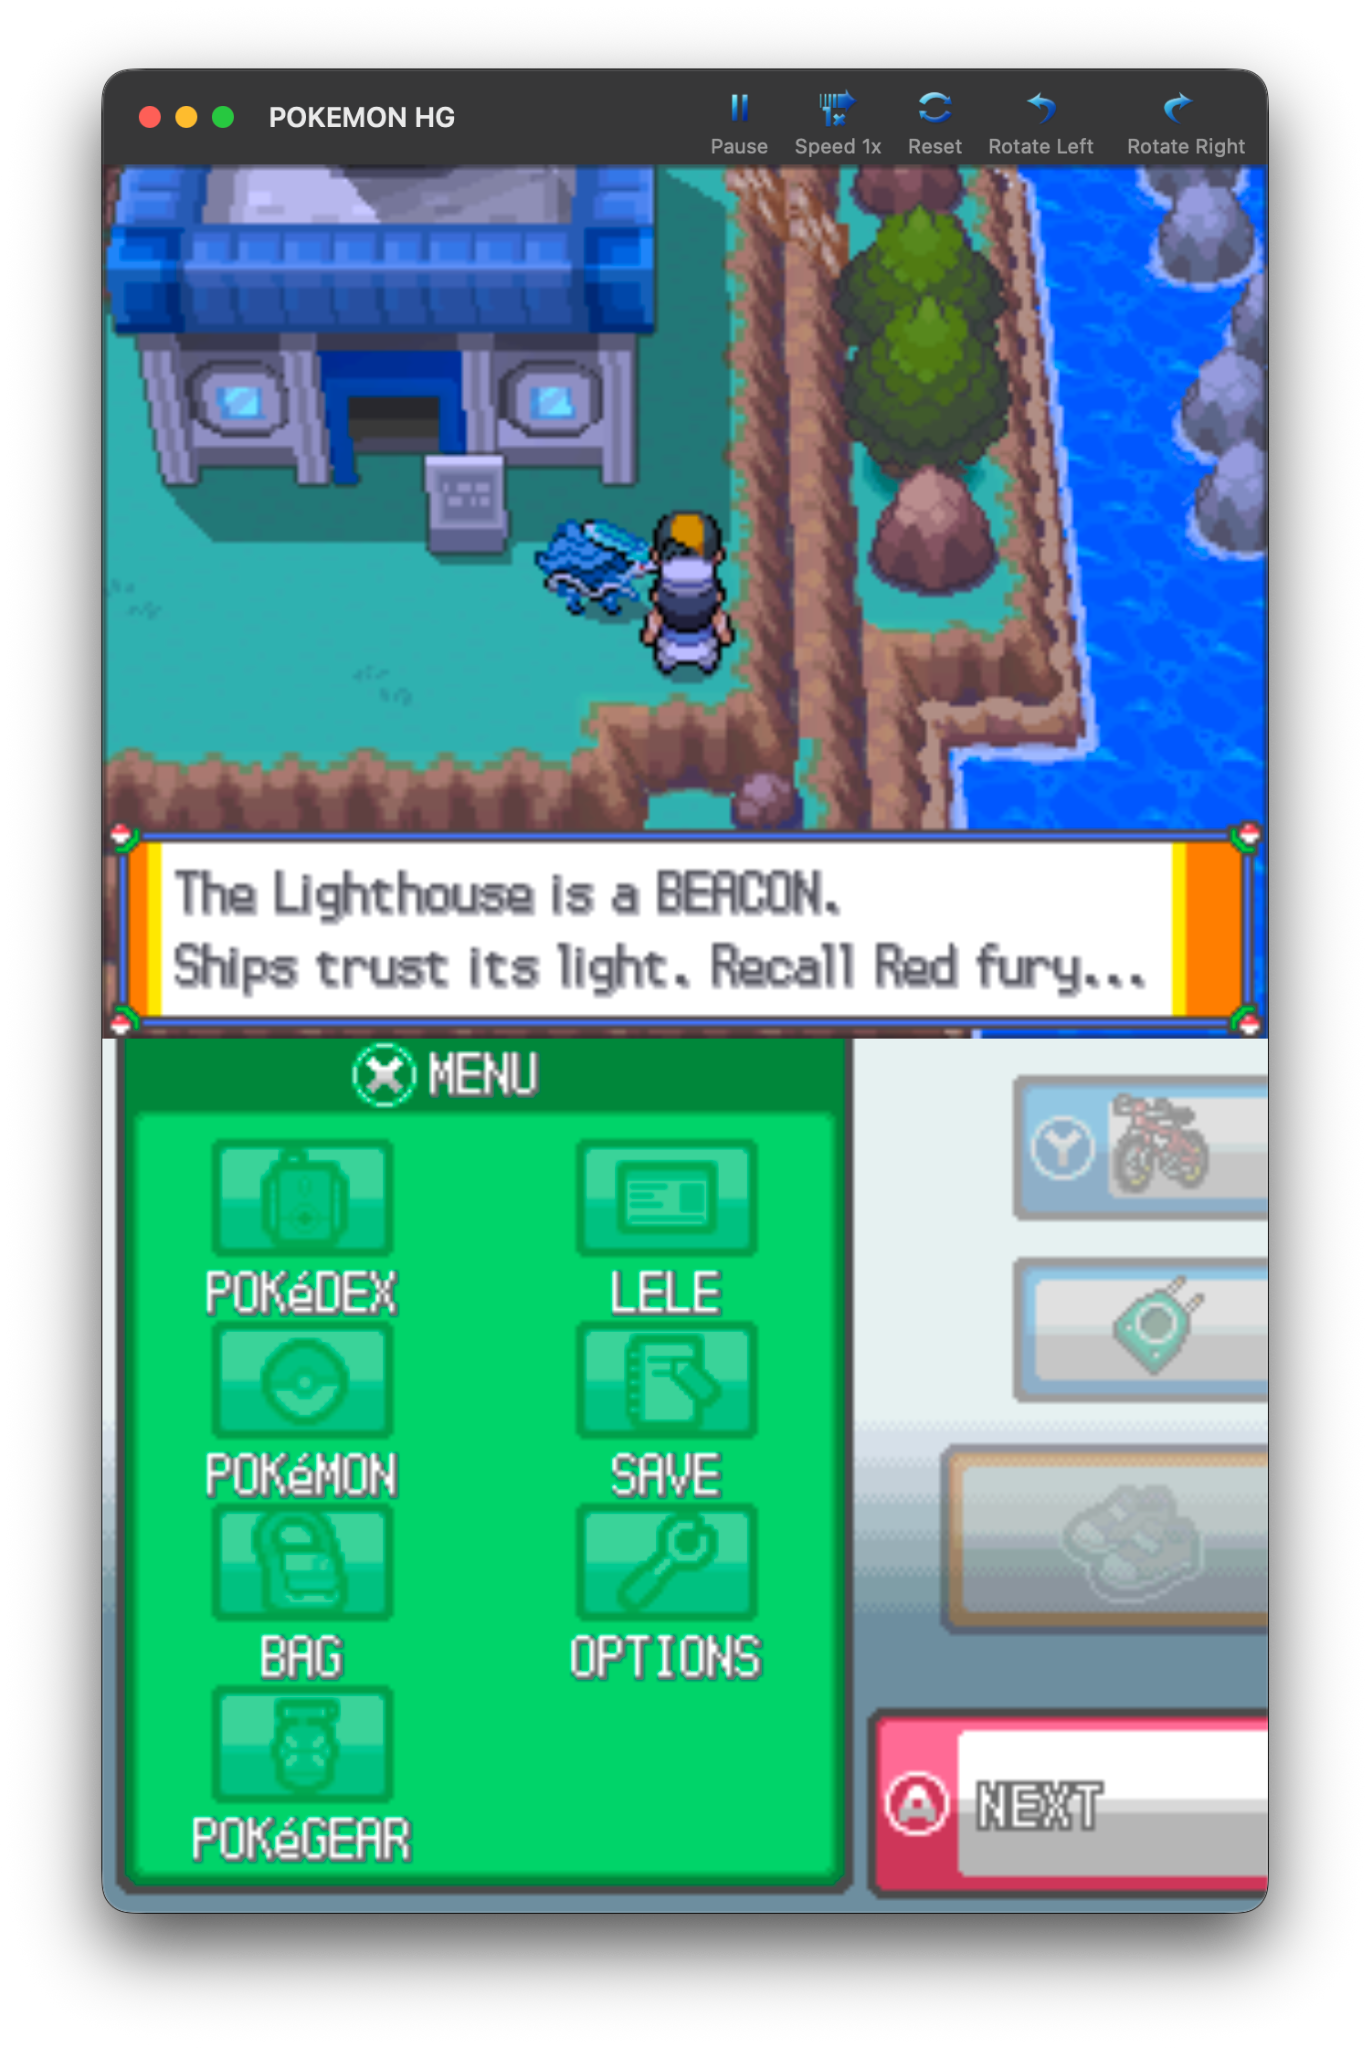 POKEMON HG
Pause
Speed 1x
Reset
Rotate Left
Rotate Right
The Lighthouse is a BEACON.
Ships trust its light. Recall Red fury...
X MENU
POKéDEX
LELE
POKéMON
SAVE
BAG
OPTIONS
POKéGEAR
Y
A NEXT